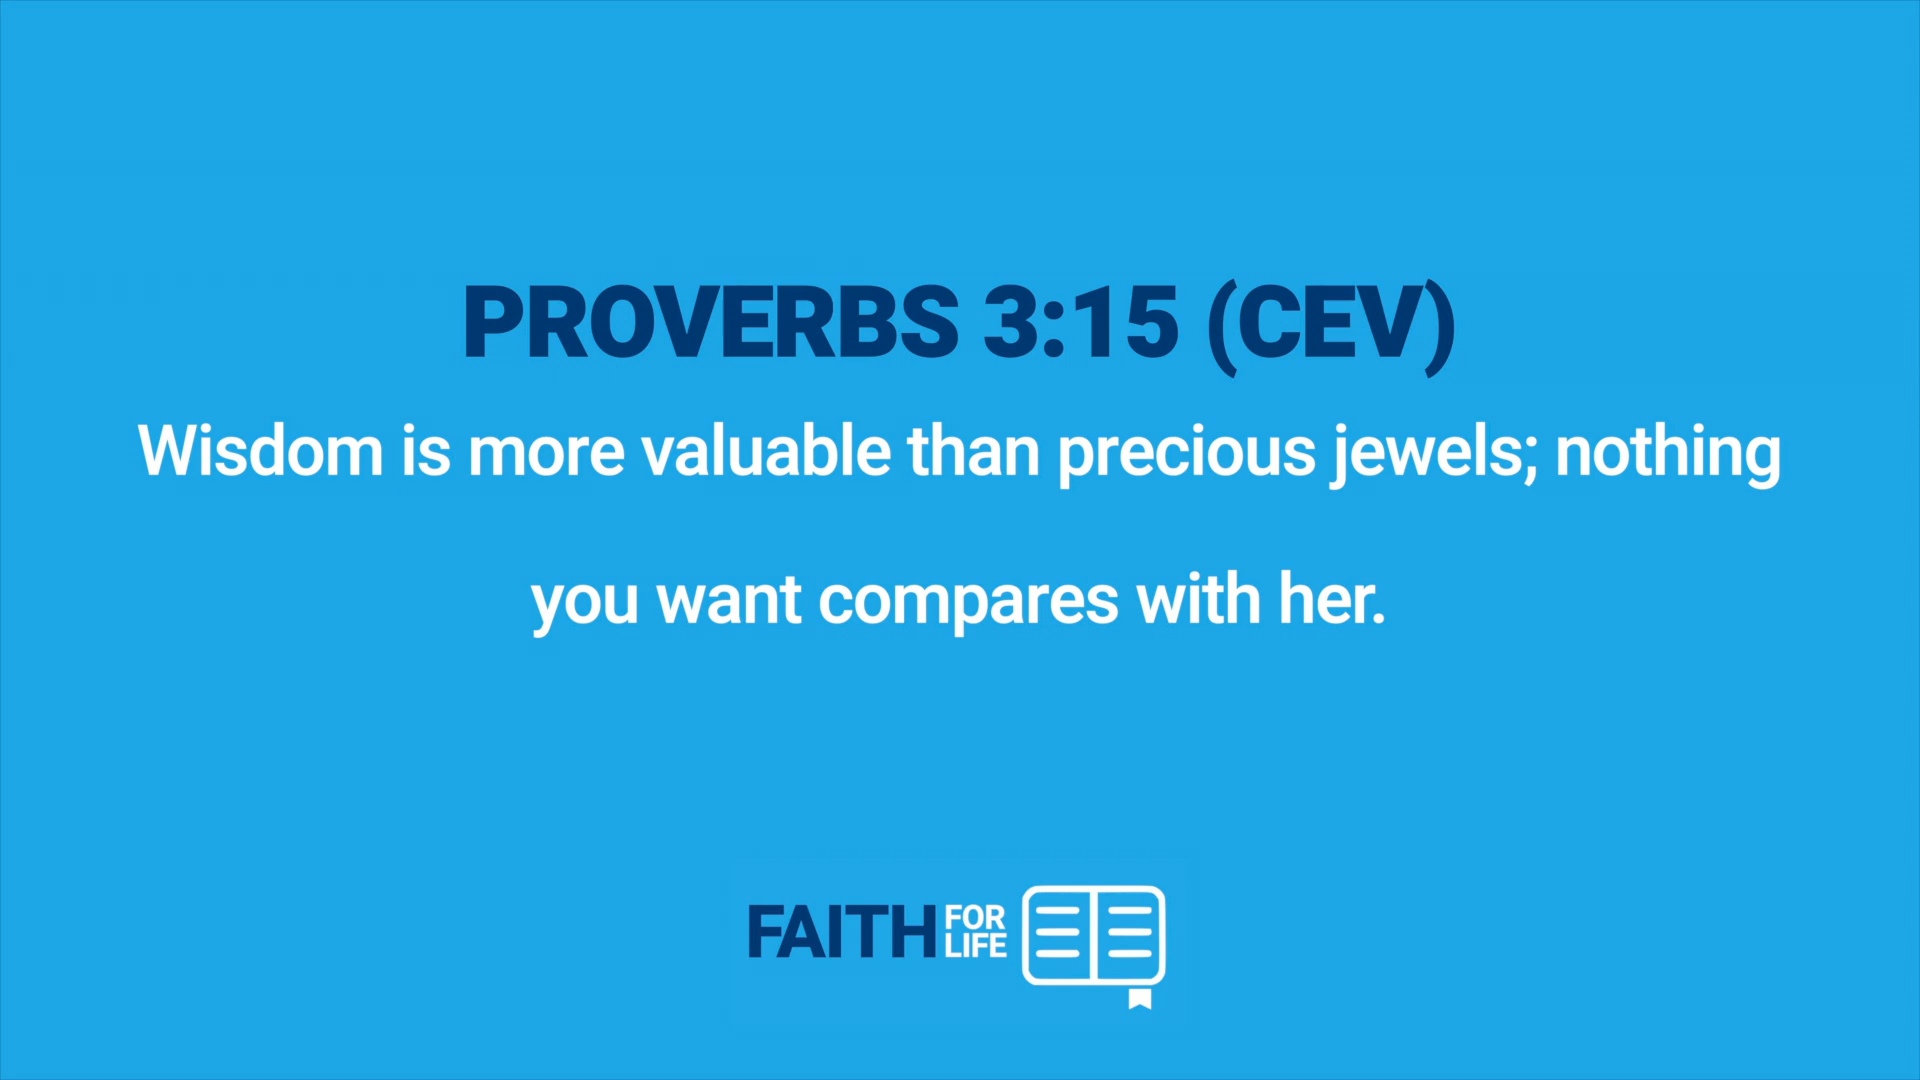 PROVERBS 3:15 (CEV)
Wisdom is more valuable than precious jewels; nothing
you want compares with her.
FAITH FOR LIFE